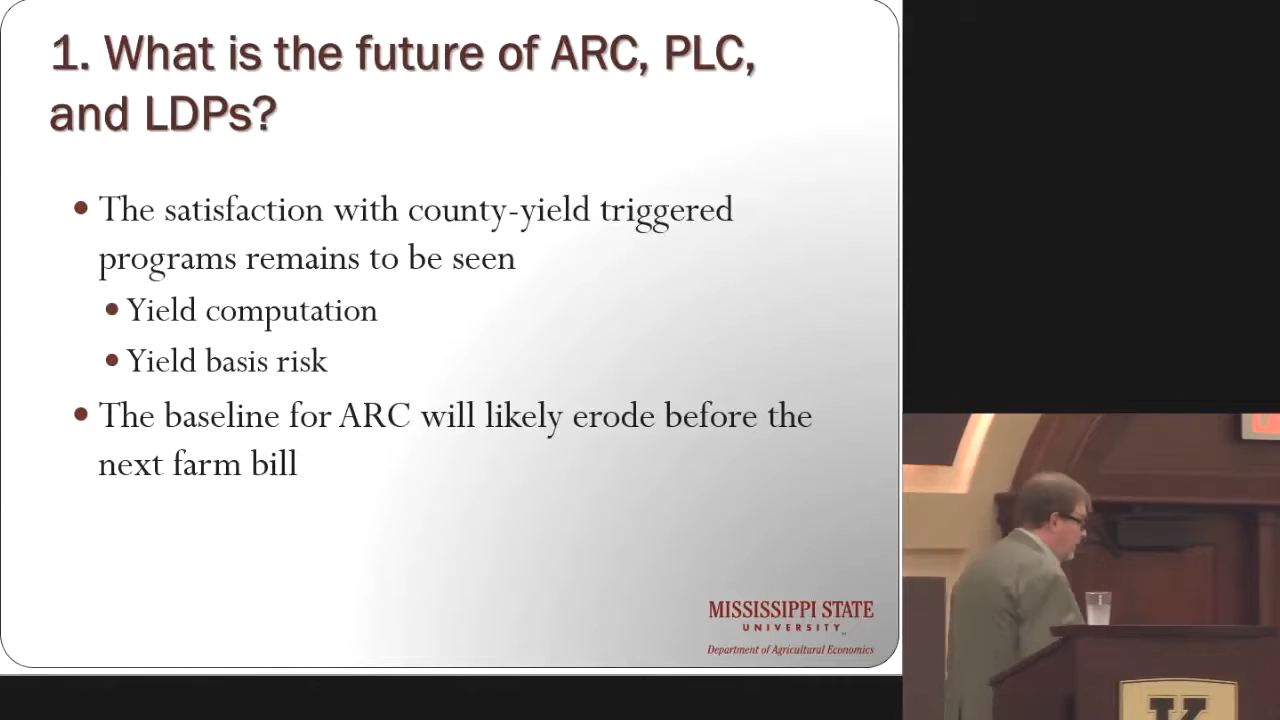 1. What is the future of ARC, PLC,
and LDPs?
• The satisfaction with county-yield triggered
programs remains to be seen
• Yield computation
• Yield basis risk
• The baseline for ARC will likely erode before the
next farm bill
MISSISSIPPI STATE
UNIVERSITY
Department of Agricultural Economics